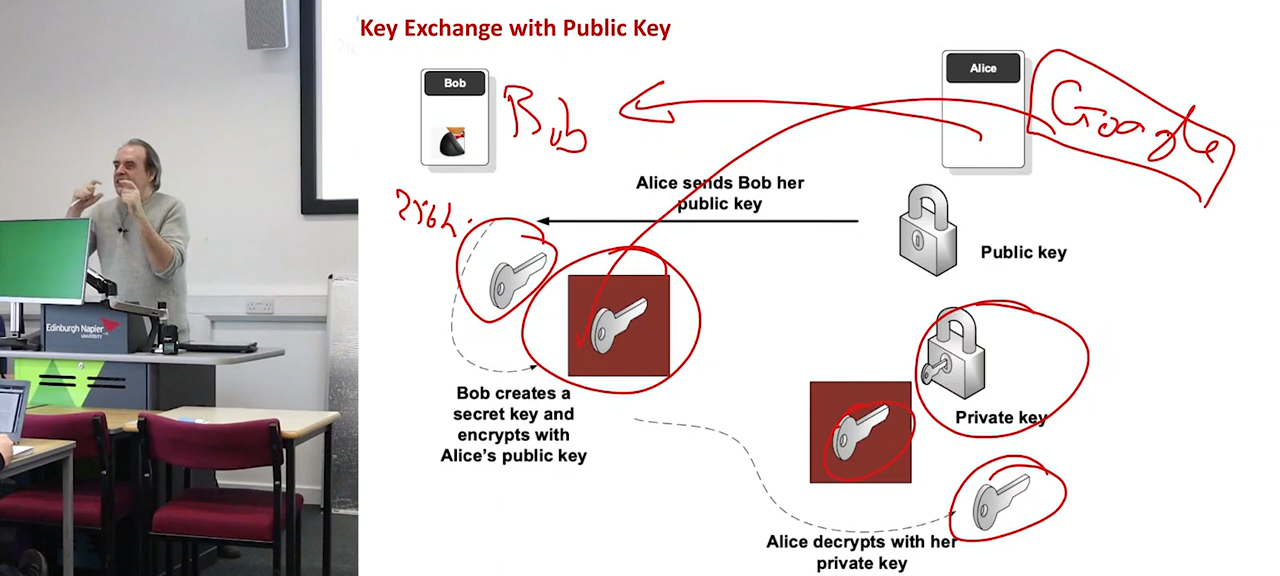 Key Exchange with Public Key
Bob
Alice
Bob
Google
Alice sends Bob her
public key
Public key
Edinburgh Napier
UNIVERSITY
Bob creates a
secret key and
encrypts with
Alice's public key
Private key
Alice decrypts with her
private key